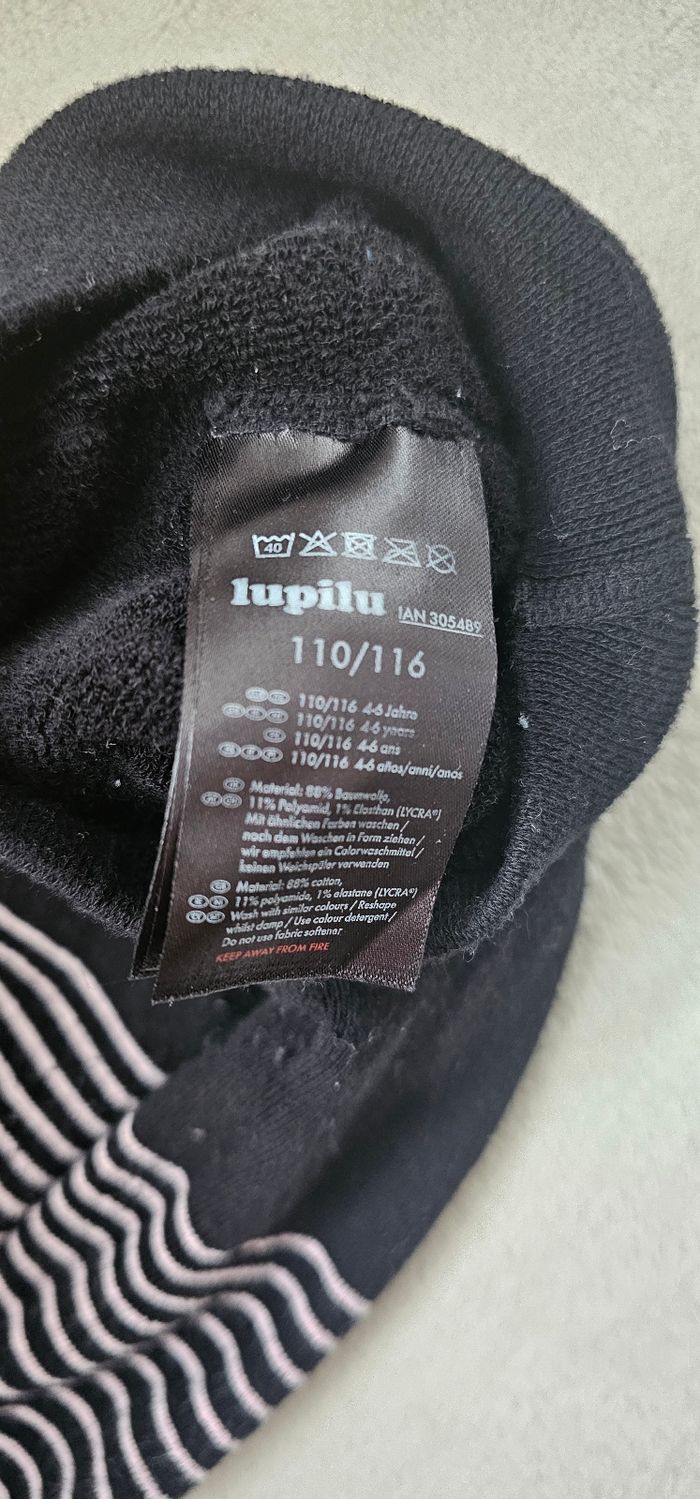 40
lupilu IAN 305489
110/116
110/116 4-6 Jahre
110/116 4-6 years
110/116 4-6 ans
110/116 4-6 años/anni/anos
Material: 88% Baumwolle,
11% Polyamid, 1% Elasthan (LYCRA®)
Mit ähnlichen Farben waschen /
nach dem Waschen in Form ziehen /
wir empfehlen ein Colorwaschmittel /
keinen Weichspüler verwenden
Material: 88% cotton,
11% polyamide, 1% elastane (LYCRA®)
Wash with similar colours / Reshape
whilst damp / Use colour detergent /
Do not use fabric softener
KEEP AWAY FROM FIRE